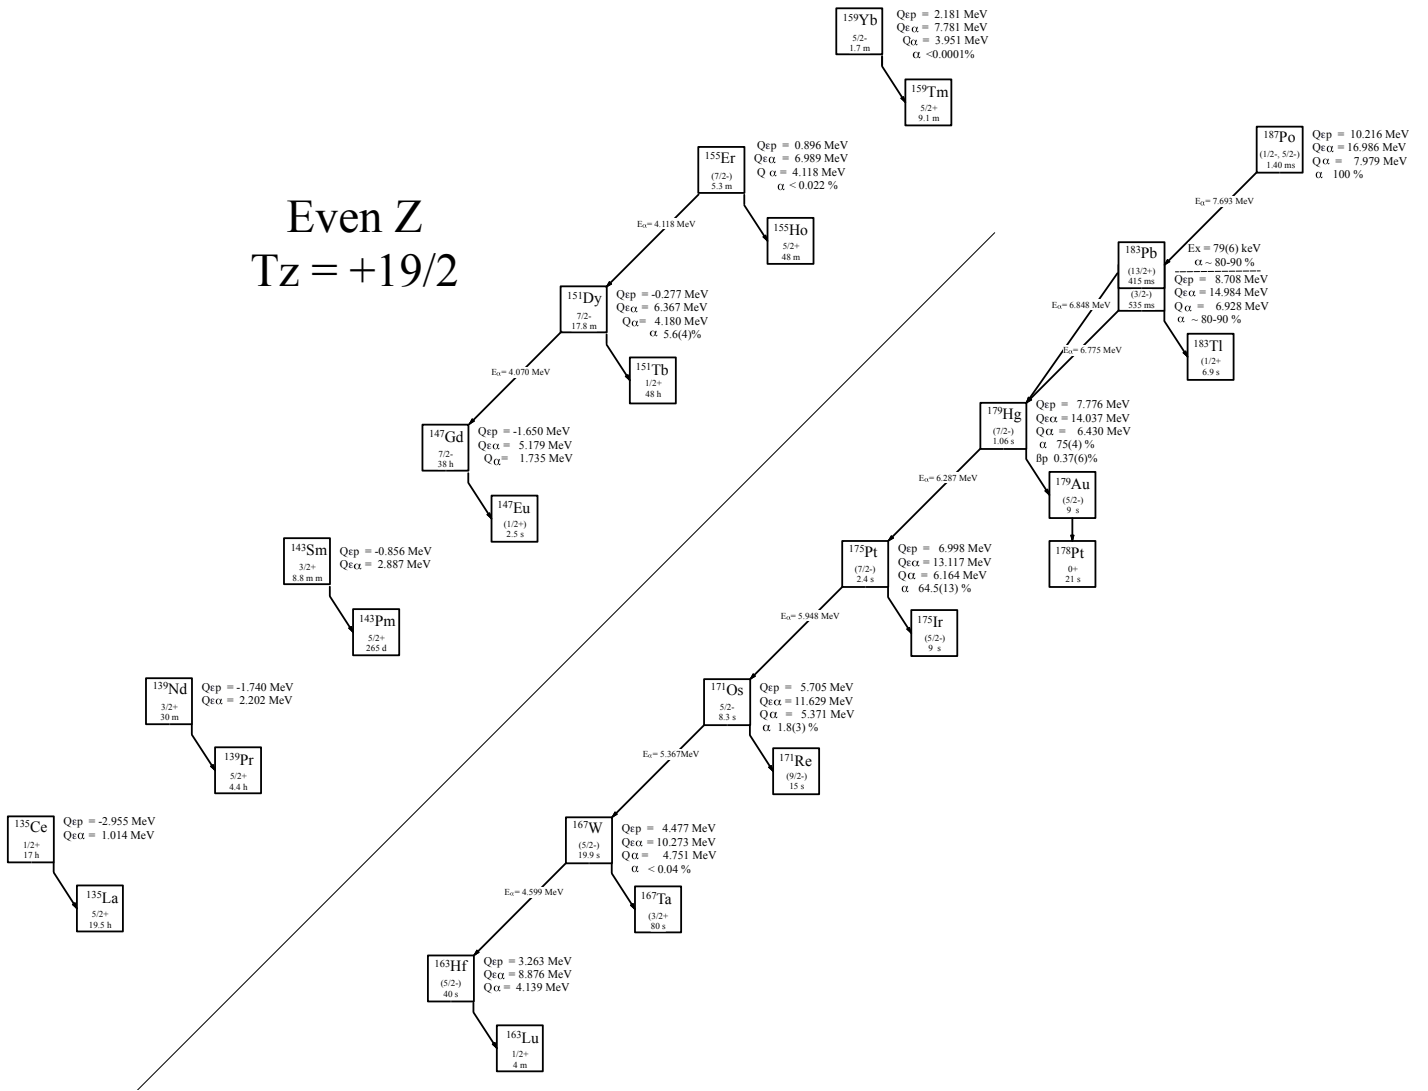 159Yb
5/2-
1.7 m
Qεp = 2.181 MeV
Qεα = 7.781 MeV
Qα = 3.951 MeV
α <0.0001%
159Tm
5/2+
9.1 m
187Po
(1/2-, 5/2-)
1.40 ms
Qεp = 10.216 MeV
Qεα = 16.986 MeV
Qα = 7.979 MeV
α 100 %
155Er
(7/2-)
5.3 m
Qεp = 0.896 MeV
Qεα = 6.989 MeV
Q α = 4.118 MeV
α < 0.022 %
Eα= 7.693 MeV
Even Z
Tz = +19/2
Eα= 4.118 MeV
155Ho
5/2+
48 m
183Pb
(13/2+)
415 ms
(3/2-)
535 ms
Ex = 79(6) keV
α ~ 80-90 %
--------------
Qεp = 8.708 MeV
Qεα = 14.984 MeV
Qα = 6.928 MeV
α ~ 80-90 %
151Dy
7/2-
17.8 m
Qεp = -0.277 MeV
Qεα = 6.367 MeV
Qα= 4.180 MeV
α 5.6(4)%
Eα= 6.848 MeV
Eα= 6.775 MeV
183Tl
(1/2+
6.9 s
Eα= 4.070 MeV
151Tb
1/2+
48 h
179Hg
(7/2-)
1.06 s
Qεp = 7.776 MeV
Qεα = 14.037 MeV
Qα = 6.430 MeV
α 75(4) %
βp 0.37(6)%
147Gd
7/2-
38 h
Qεp = -1.650 MeV
Qεα = 5.179 MeV
Qα= 1.735 MeV
Eα= 6.287 MeV
179Au
(5/2-)
9 s
147Eu
(1/2+)
2.5 s
143Sm
3/2+
8.8 m m
Qεp = -0.856 MeV
Qεα = 2.887 MeV
175Pt
(7/2-)
2.4 s
Qεp = 6.998 MeV
Qεα = 13.117 MeV
Qα = 6.164 MeV
α 64.5(13) %
178Pt
0+
21 s
143Pm
5/2+
265 d
Eα= 5.948 MeV
175Ir
(5/2-)
9 s
139Nd
3/2+
30 m
Qεp = -1.740 MeV
Qεα = 2.202 MeV
171Os
5/2-
8.3 s
Qεp = 5.705 MeV
Qεα = 11.629 MeV
Qα = 5.371 MeV
α 1.8(3) %
139Pr
5/2+
4.4 h
Eα= 5.367MeV
171Re
(9/2-)
15 s
135Ce
1/2+
17 h
Qεp = -2.955 MeV
Qεα = 1.014 MeV
167W
(5/2-)
19.9 s
Qεp = 4.477 MeV
Qεα = 10.273 MeV
Qα = 4.751 MeV
α < 0.04 %
135La
5/2+
19.5 h
Eα= 4.599 MeV
167Ta
(3/2+
80 s
163Hf
(5/2-)
40 s
Qεp = 3.263 MeV
Qεα = 8.876 MeV
Qα = 4.139 MeV
163Lu
1/2+
4 m